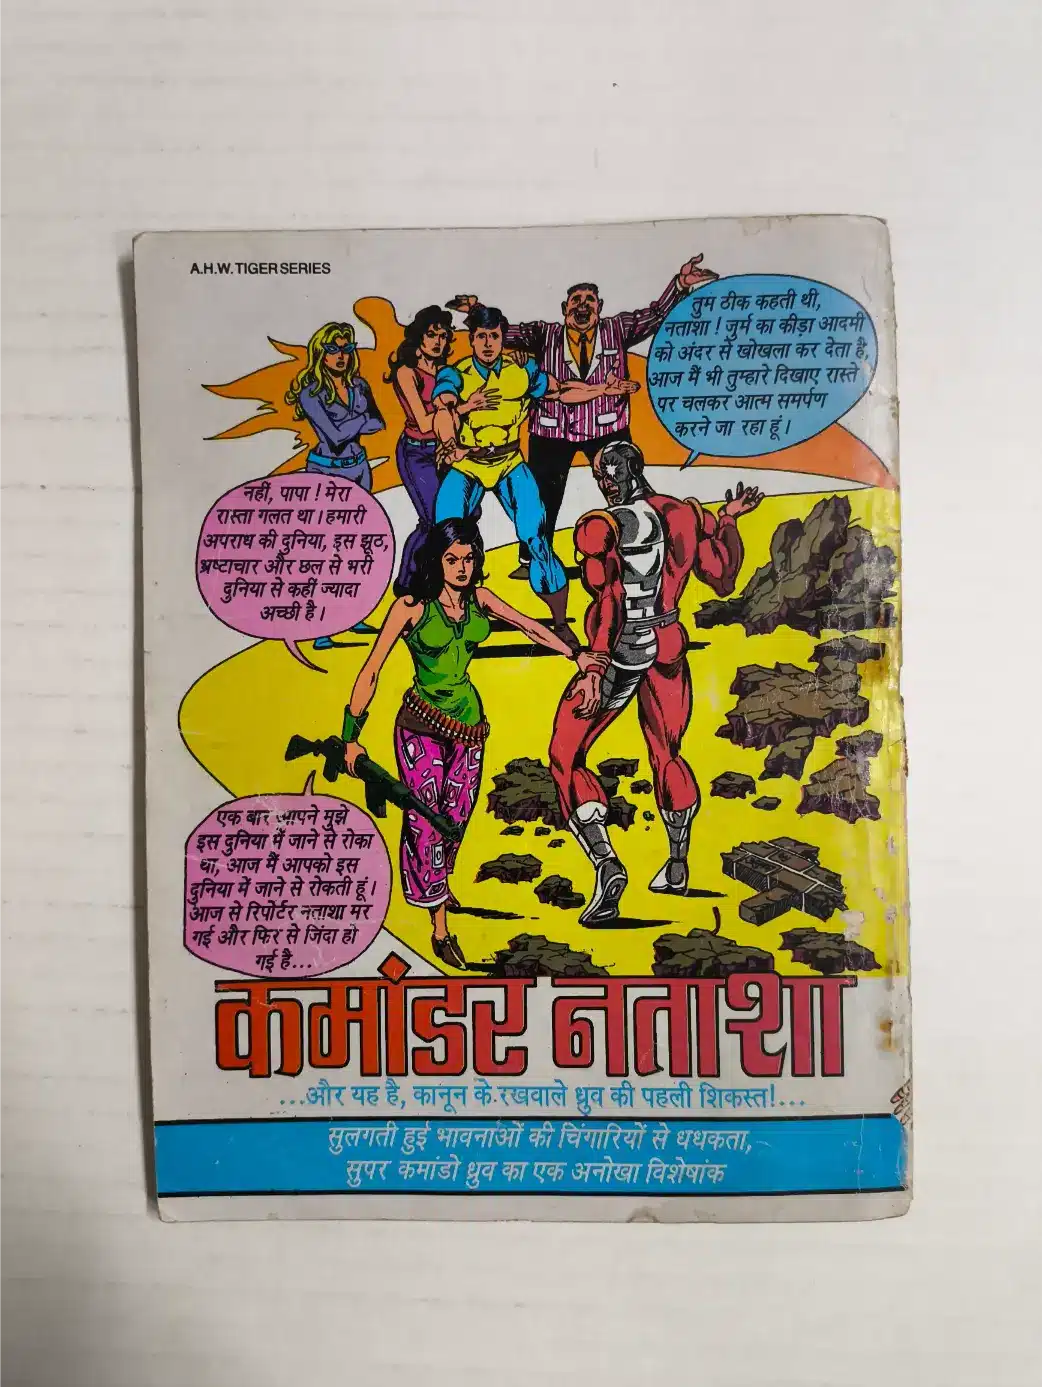 A.H.W. TIGER SERIES
तुम ठीक कहती थी,
नताशा ! जुर्म का कीड़ा आदमी
को अंदर से खोखला कर देता है,
आज मैं भी तुम्हारे दिखाए रास्ते
पर चलकर आत्म समर्पण
करने जा रहा हूं।
नहीं, पापा ! मेरा
रास्ता गलत था। हमारी
अपराध की दुनिया, इस झूठ,
भ्रष्टाचार और छल से भरी
दुनिया से कहीं ज्यादा
अच्छी है।
एक बार आपने मुझे
इस दुनिया में जाने से रोका
था, आज मैं आपको इस
दुनिया में जाने से रोकती हूं।
आज से रिपोर्टर नताशा मर
गई और फिर से जिंदा हो
गई है...
कमांडर नताशा
...और यह है, कानून के रखवाले ध्रुव की पहली शिकस्त!...
सुलगती हुई भावनाओं की चिंगारियों से धधकता,
सुपर कमांडो ध्रुव का एक अनोखा विशेषांक